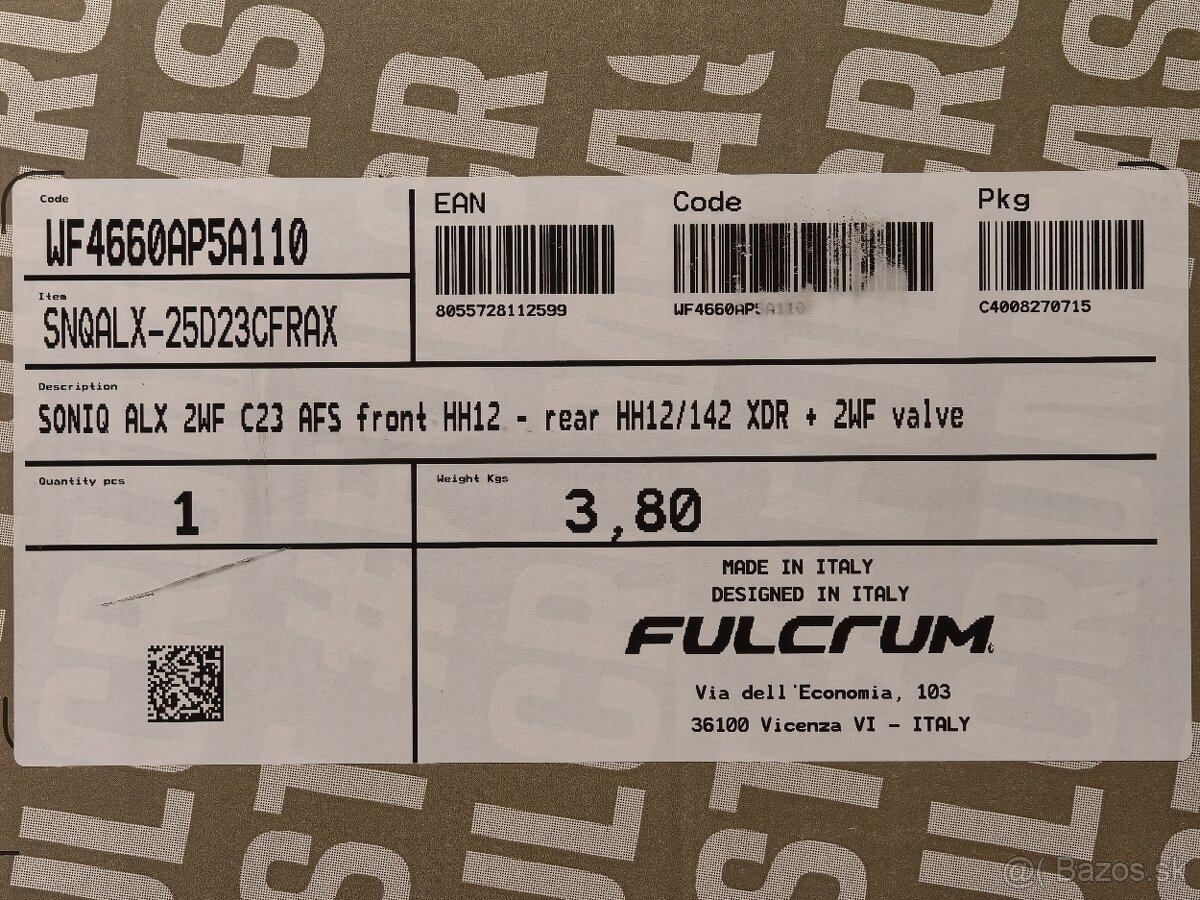 Code
WF4660AP5A110
Item
SNQALX-25D23CFRAX
EAN
8055728112599
Code
WF4660AP5A110
Pkg
C4008270715
Description
SONIQ ALX 2WF C23 AFS front HH12 - rear HH12/142 XDR + 2WF valve
Quantity pcs
1
Weight Kgs
3,80
MADE IN ITALY
DESIGNED IN ITALY
FULCRUM
Via dell'Economia, 103
36100 Vicenza VI - ITALY
@( Bazos.sk